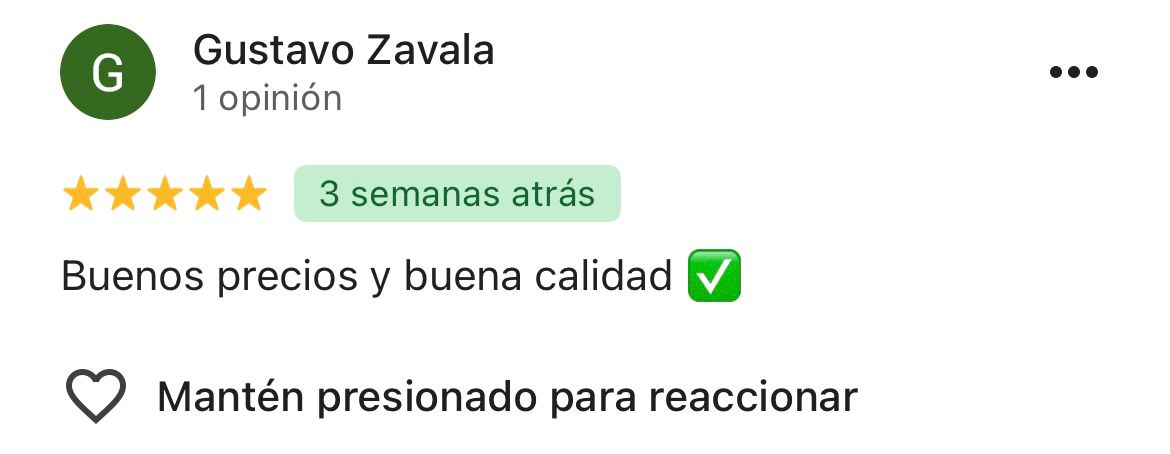 G
Gustavo Zavala
1 opinión
3 semanas atrás
Buenos precios y buena calidad ✅
Mantén presionado para reaccionar